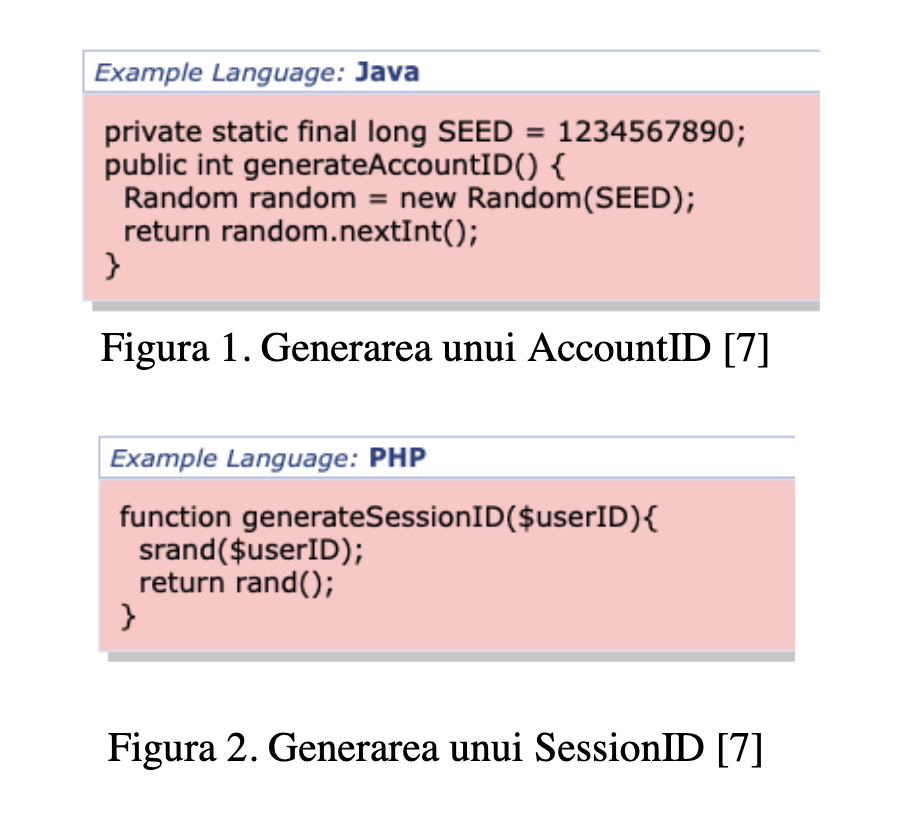 Example Language: Java
private static final long SEED = 1234567890;
public int generateAccountID() {
Random random = new Random(SEED);
return random.nextInt();
}
Figura 1. Generarea unui AccountID [7]
Example Language: PHP
function generateSessionID($userID){
srand($userID);
return rand();
}
Figura 2. Generarea unui SessionID [7]